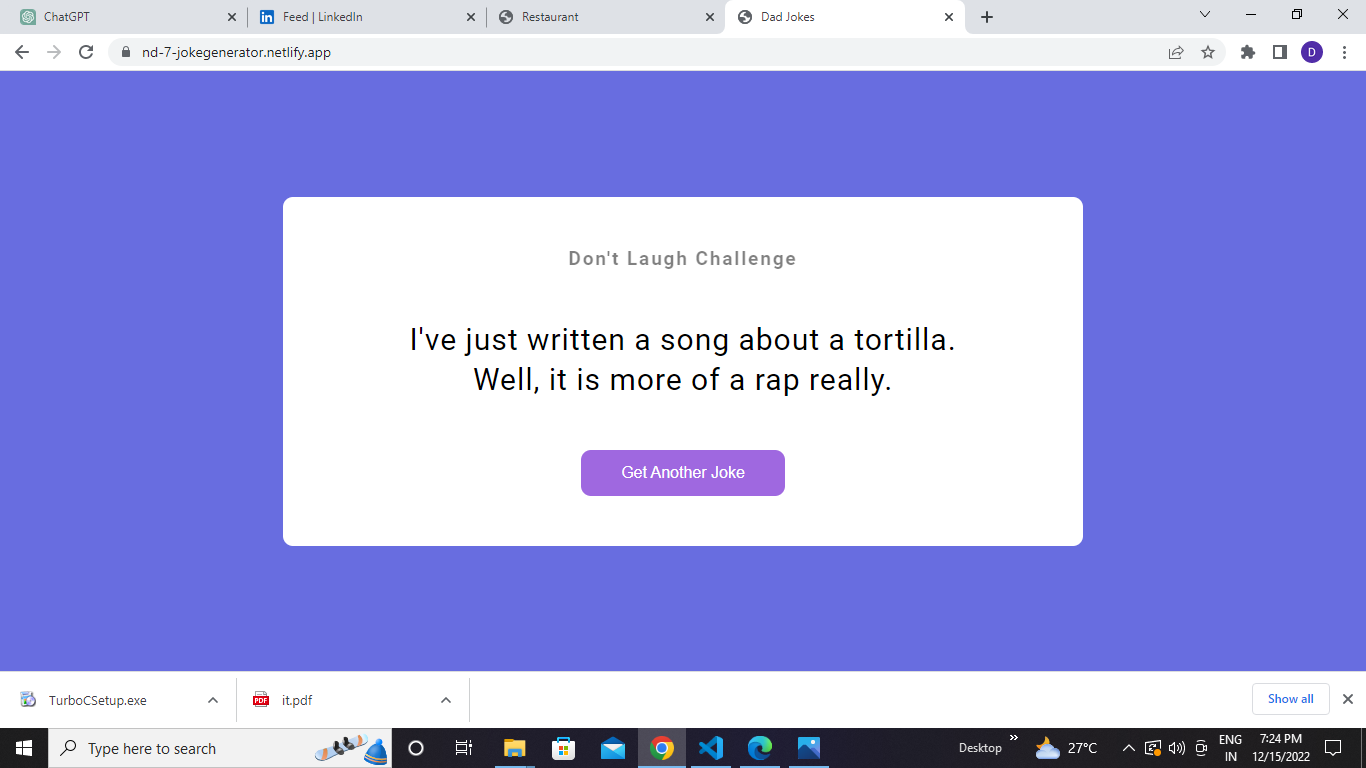 ChatGPT
Feed | LinkedIn
Restaurant
Dad Jokes
nd-7-jokegenerator.netlify.app
D
Don't Laugh Challenge
I've just written a song about a tortilla.
Well, it is more of a rap really.
Get Another Joke
TurboCSetup.exe
PDF
it.pdf
Show all
Type here to search
Desktop
27°C
ENG
IN
7:24 PM
12/15/2022